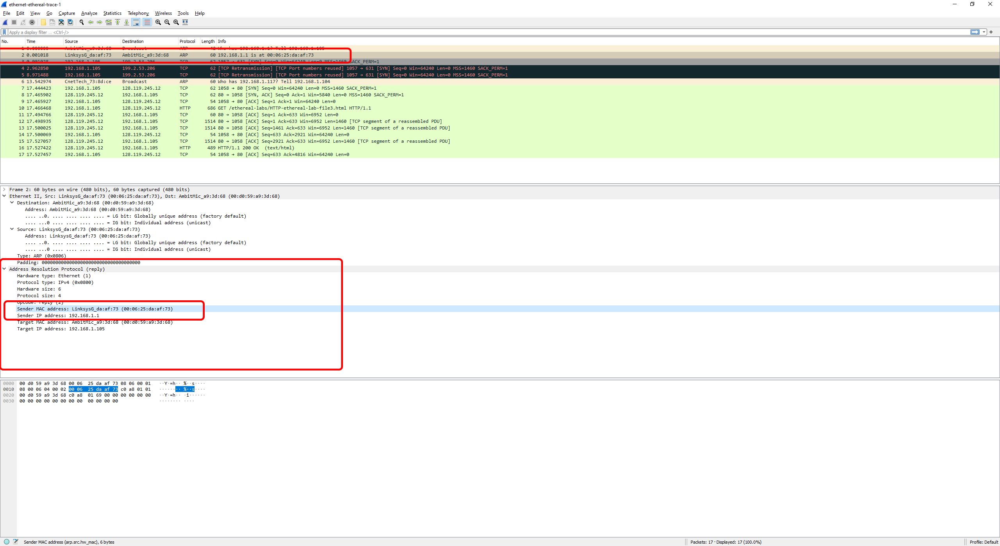 ethernet-ethereal-trace-1
File Edit View Go Capture Analyze Statistics Telephony Wireless Tools Help
Apply a display filter ... <Ctrl-/>
No. Time Source Destination Protocol Length Info
1 0.000000 AmbitMic_a9:3d:68 Broadcast ARP 42 Who has 192.168.1.1? Tell 192.168.1.105
2 0.001018 LinksysG_da:af:73 AmbitMic_a9:3d:68 ARP 60 192.168.1.1 is at 00:06:25:da:af:73
3 0.001028 192.168.1.105 199.2.53.206 TCP 62 1057 → 631 [SYN] Seq=0 Win=64240 Len=0 MSS=1460 SACK_PERM=1
4 2.962850 192.168.1.105 199.2.53.206 TCP 62 [TCP Retransmission] [TCP Port numbers reused] 1057 → 631 [SYN] Seq=0 Win=64240 Len=0 MSS=1460 SACK_PERM=1
5 8.971488 192.168.1.105 199.2.53.206 TCP 62 [TCP Retransmission] [TCP Port numbers reused] 1057 → 631 [SYN] Seq=0 Win=64240 Len=0 MSS=1460 SACK_PERM=1
6 13.542974 CnetTech_73:8d:ce Broadcast ARP 60 Who has 192.168.1.117? Tell 192.168.1.104
7 17.444423 192.168.1.105 128.119.245.12 TCP 62 1058 → 80 [SYN] Seq=0 Win=64240 Len=0 MSS=1460 SACK_PERM=1
8 17.465902 128.119.245.12 192.168.1.105 TCP 62 80 → 1058 [SYN, ACK] Seq=0 Ack=1 Win=5840 Len=0 MSS=1460 SACK_PERM=1
9 17.465927 192.168.1.105 128.119.245.12 TCP 54 1058 → 80 [ACK] Seq=1 Ack=1 Win=64240 Len=0
10 17.466468 192.168.1.105 128.119.245.12 HTTP 686 GET /ethereal-labs/HTTP-ethereal-lab-file3.html HTTP/1.1
11 17.494766 128.119.245.12 192.168.1.105 TCP 60 80 → 1058 [ACK] Seq=1 Ack=633 Win=6952 Len=0
12 17.498935 128.119.245.12 192.168.1.105 TCP 1514 80 → 1058 [ACK] Seq=1 Ack=633 Win=6952 Len=1460 [TCP segment of a reassembled PDU]
13 17.500025 128.119.245.12 192.168.1.105 TCP 1514 80 → 1058 [ACK] Seq=1461 Ack=633 Win=6952 Len=1460 [TCP segment of a reassembled PDU]
14 17.500069 192.168.1.105 128.119.245.12 TCP 54 1058 → 80 [ACK] Seq=633 Ack=2921 Win=64240 Len=0
15 17.527057 128.119.245.12 192.168.1.105 TCP 1514 80 → 1058 [ACK] Seq=2921 Ack=633 Win=6952 Len=1460 [TCP segment of a reassembled PDU]
16 17.527422 128.119.245.12 192.168.1.105 HTTP 489 HTTP/1.1 200 OK (text/html)
17 17.527457 192.168.1.105 128.119.245.12 TCP 54 1058 → 80 [ACK] Seq=633 Ack=4816 Win=64240 Len=0
Frame 2: 60 bytes on wire (480 bits), 60 bytes captured (480 bits)
Ethernet II, Src: LinksysG_da:af:73 (00:06:25:da:af:73), Dst: AmbitMic_a9:3d:68 (00:d0:59:a9:3d:68)
Destination: AmbitMic_a9:3d:68 (00:d0:59:a9:3d:68)
Address: AmbitMic_a9:3d:68 (00:d0:59:a9:3d:68)
.... ..0. .... .... .... .... = LG bit: Globally unique address (factory default)
.... ...0 .... .... .... .... = IG bit: Individual address (unicast)
Source: LinksysG_da:af:73 (00:06:25:da:af:73)
Address: LinksysG_da:af:73 (00:06:25:da:af:73)
.... ..0. .... .... .... .... = LG bit: Globally unique address (factory default)
.... ...0 .... .... .... .... = IG bit: Individual address (unicast)
Type: ARP (0x0806)
Padding: 000000000000000000000000000000000000
Address Resolution Protocol (reply)
Hardware type: Ethernet (1)
Protocol type: IPv4 (0x0800)
Hardware size: 6
Protocol size: 4
Opcode: reply (2)
Sender MAC address: LinksysG_da:af:73 (00:06:25:da:af:73)
Sender IP address: 192.168.1.1
Target MAC address: AmbitMic_a9:3d:68 (00:d0:59:a9:3d:68)
Target IP address: 192.168.1.105
0000 00 d0 59 a9 3d 68 00 06 25 da af 73 08 06 00 01 ··Y·=h·· %··s····
0010 08 00 06 04 00 02 00 06 25 da af 73 c0 a8 01 01 ········ %··s····
0020 00 d0 59 a9 3d 68 c0 a8 01 69 00 00 00 00 00 00 ··Y·=h·· ·i······
0030 00 00 00 00 00 00 00 00 00 00 00 00 ········ ····
Sender MAC address (arp.src.hw_mac), 6 bytes
Packets: 17 · Displayed: 17 (100.0%)
Profile: Default